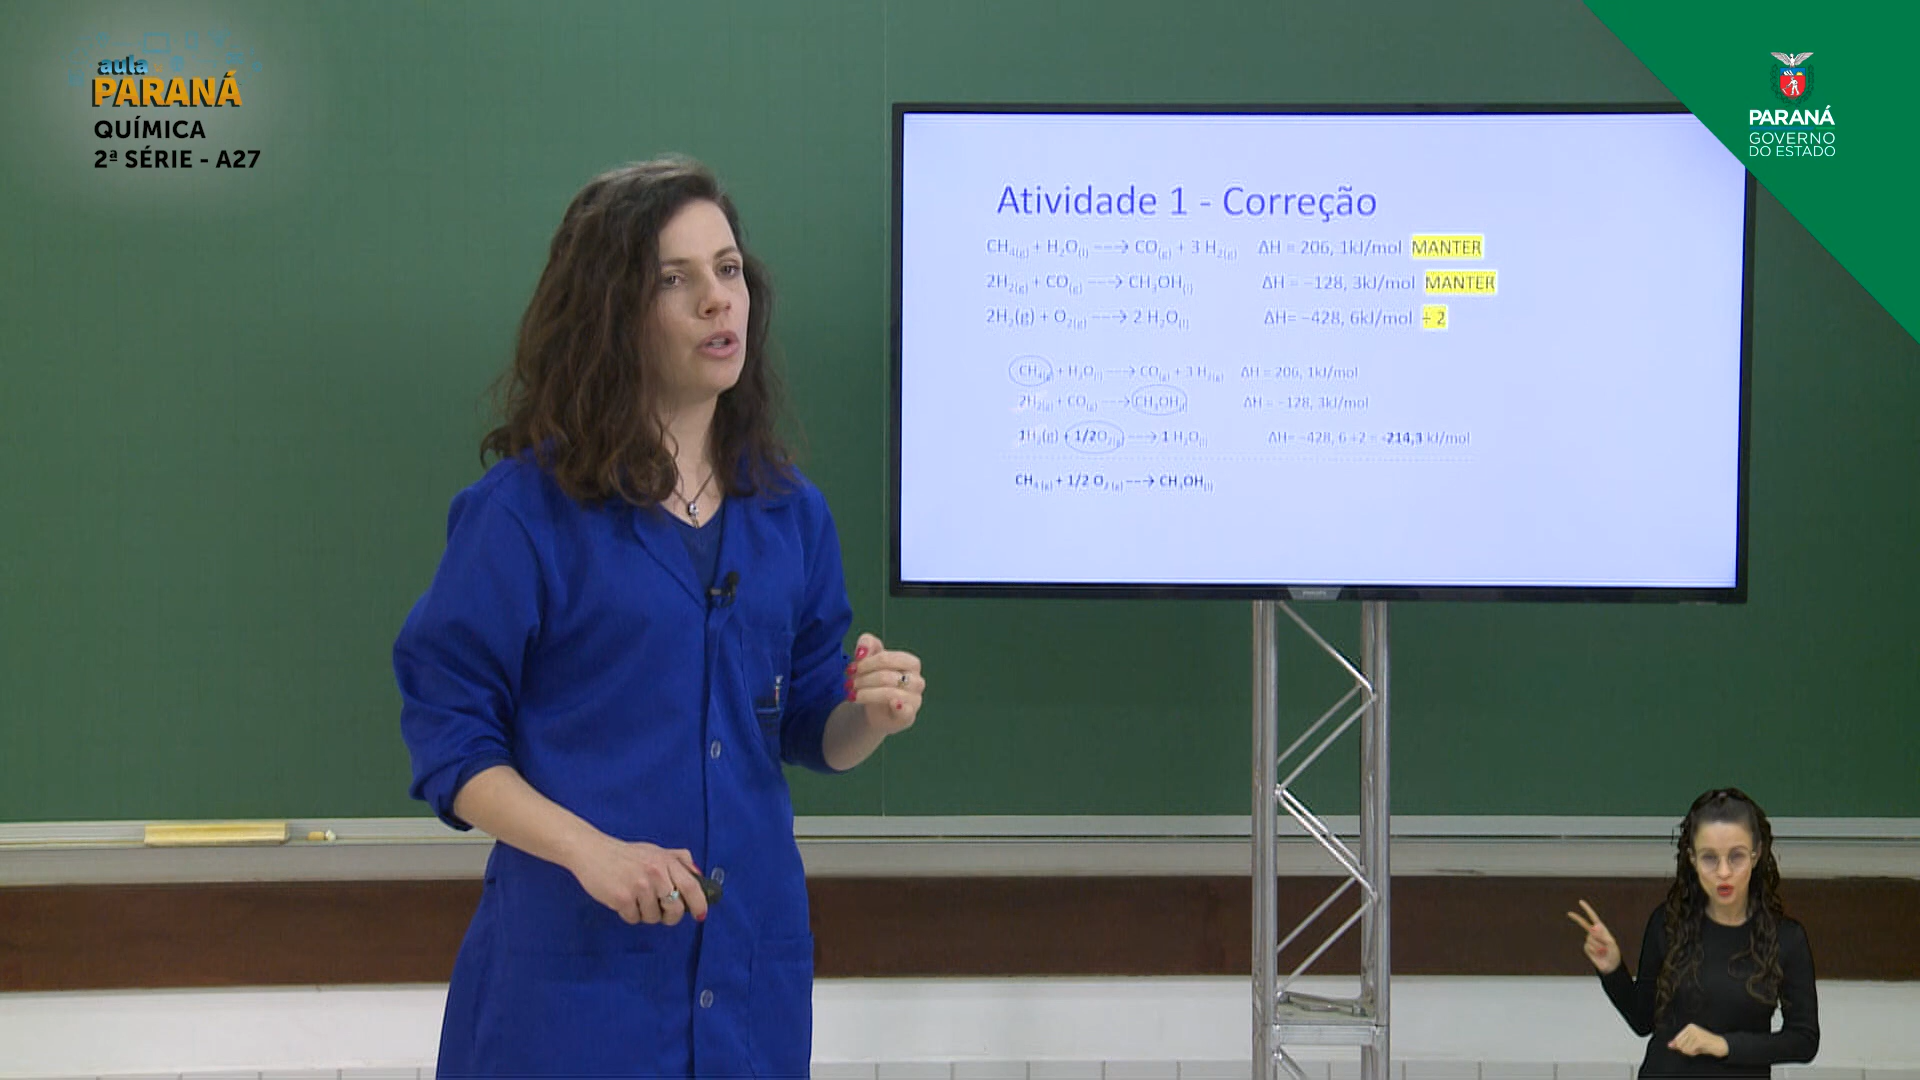 aula
PARANÁ
QUÍMICA
2ª SÉRIE - A27
PARANÁ
GOVERNO
DO ESTADO
Atividade 1 - Correção
CH4(g) + H2O(l) ---> CO(g) + 3 H2(g) ΔH = 206, 1kJ/mol MANTER
2H2(g) + CO(g) ---> CH3OH(l) ΔH = −128, 3kJ/mol MANTER
2H2(g) + O2(g) ---> 2 H2O(l) ΔH= −428, 6kJ/mol ÷ 2
CH4(g) + H2O(l) ---> CO(g) + 3 H2(g) ΔH = 206, 1kJ/mol
2H2(g) + CO(g) ---> CH3OH(l) ΔH = −128, 3kJ/mol
1H2(g) + 1/2O2(g) ---> 1 H2O(l) ΔH= −428, 6 ÷2 = -214,3 kJ/mol
CH4(g) + 1/2 O2(g) ---> CH3OH(l)
PHILIPS